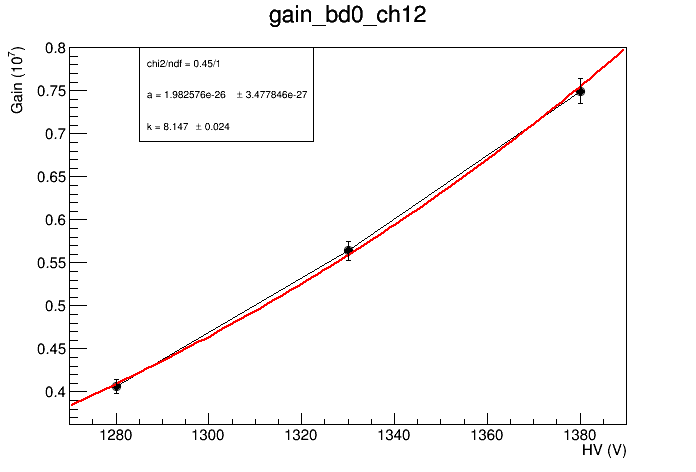 gain_bd0_ch12
Gain (10^7)
chi2/ndf = 0.45/1
a = 1.982576e-26 ± 3.477846e-27
k = 8.147 ± 0.024
0.8
0.75
0.7
0.65
0.6
0.55
0.5
0.45
0.4
1280 1300 1320 1340 1360 1380
HV (V)